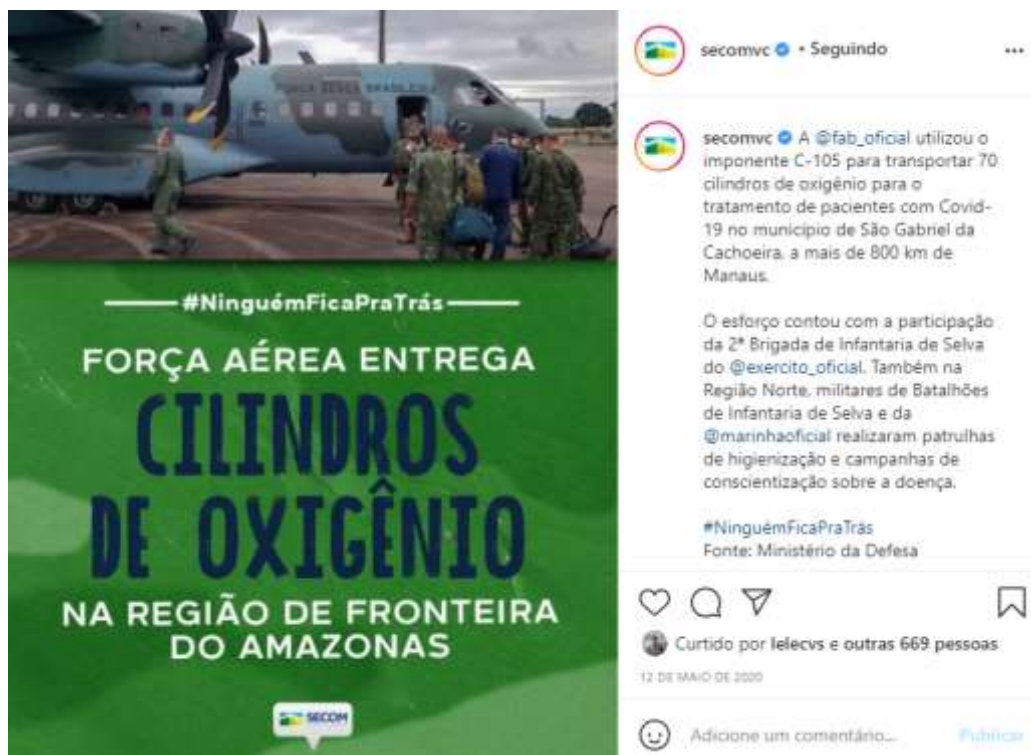 FORÇA AÉREA BRASILEIRA
#NinguémFicaPraTrás
FORÇA AÉREA ENTREGA
CILINDROS
DE OXIGÊNIO
NA REGIÃO DE FRONTEIRA
DO AMAZONAS
SECOM
secomvc • Seguindo
secomvc A @fab_oficial utilizou o
imponente C-105 para transportar 70
cilindros de oxigênio para o
tratamento de pacientes com Covid-
19 no município de São Gabriel da
Cachoeira, a mais de 800 km de
Manaus.
O esforço contou com a participação
da 2ª Brigada de Infantaria de Selva
do @exercito_oficial. Também na
Região Norte, militares de Batalhões
de Infantaria de Selva e da
@marinhaoficial realizaram patrulhas
de higienização e campanhas de
conscientização sobre a doença.
#NinguémFicaPraTrás
Fonte: Ministério da Defesa
Curtido por lelecvs e outras 669 pessoas
12 DE MAIO DE 2020
Adicione um comentário... Publicar